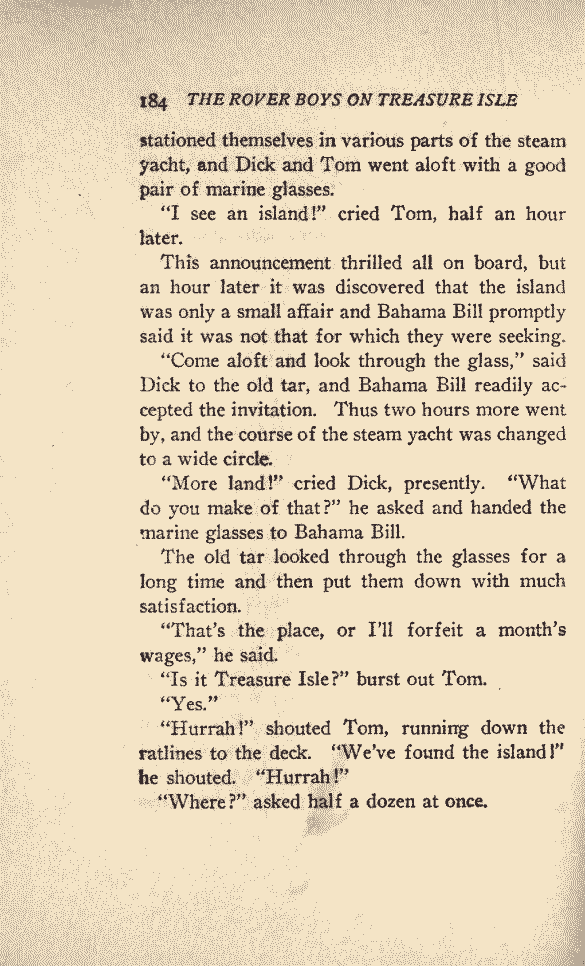 184 THE ROVER BOYS ON TREASURE ISLE
stationed themselves in various parts of the steam
yacht, and Dick and Tom went aloft with a good
pair of marine glasses.
“I see an island!” cried Tom, half an hour
later.
This announcement thrilled all on board, but
an hour later it was discovered that the island
was only a small affair and Bahama Bill promptly
said it was not that for which they were seeking.
“Come aloft and look through the glass,” said
Dick to the old tar, and Bahama Bill readily ac-
cepted the invitation. Thus two hours more went
by, and the course of the steam yacht was changed
to a wide circle.
“More land!” cried Dick, presently. “What
do you make of that?” he asked and handed the
marine glasses to Bahama Bill.
The old tar looked through the glasses for a
long time and then put them down with much
satisfaction.
“That’s the place, or I’ll forfeit a month’s
wages,” he said.
“Is it Treasure Isle?” burst out Tom.
“Yes.”
“Hurrah!” shouted Tom, running down the
ratlines to the deck. “We’ve found the island!”
he shouted. “Hurrah!”
“Where?” asked half a dozen at once.